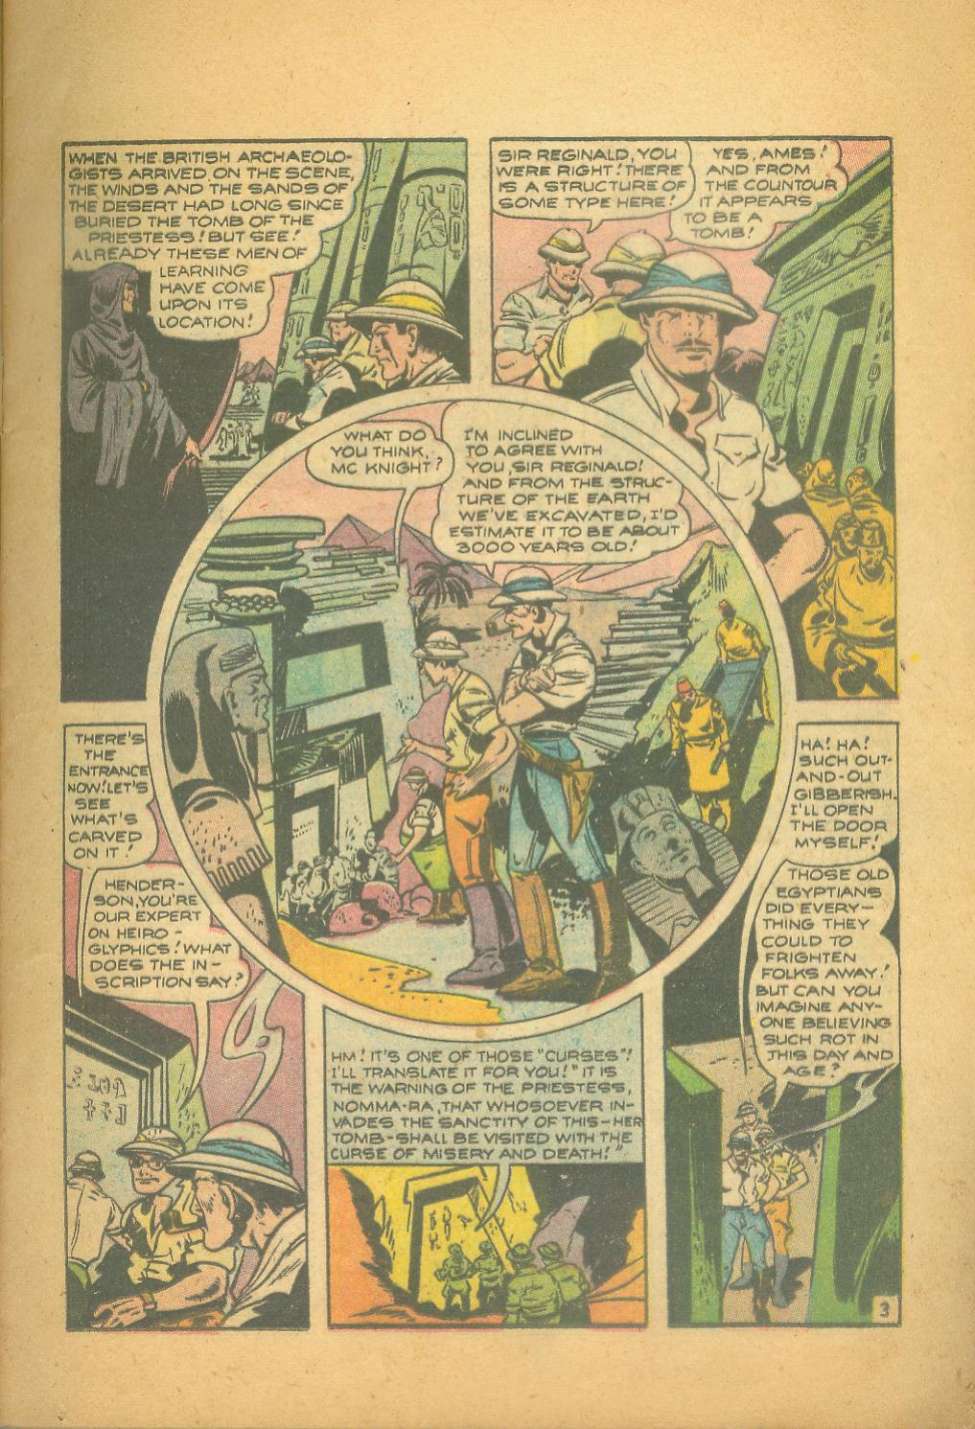 WHEN THE BRITISH ARCHAEOLO-
GISTS ARRIVED ON THE SCENE,
THE WINDS AND THE SANDS OF
THE DESERT HAD LONG SINCE
BURIED THE TOMB OF THE
PRIESTESS! BUT SEE!
ALREADY THESE MEN OF
LEARNING
HAVE COME
UPON ITS
LOCATION!
SIR REGINALD, YOU
WERE RIGHT! THERE
IS A STRUCTURE OF
SOME TYPE HERE!
YES, AMES!
AND FROM
THE COUNTOUR
IT APPEARS
TO BE A
TOMB!
WHAT DO
YOU THINK,
MC KNIGHT?
I'M INCLINED
TO AGREE WITH
YOU, SIR REGINALD!
AND FROM THE STRUC-
TURE OF THE EARTH
WE'VE EXCAVATED, I'D
ESTIMATE IT TO BE ABOUT
3000 YEARS OLD!
THERE'S
THE
ENTRANCE
NOW! LET'S
SEE
WHAT'S
CARVED
ON IT!
HENDER-
SON, YOU'RE
OUR EXPERT
ON HEIRO-
GLYPHICS! WHAT
DOES THE IN-
SCRIPTION SAY?
HM! IT'S ONE OF THOSE "CURSES"!
I'LL TRANSLATE IT FOR YOU! "IT IS
THE WARNING OF THE PRIESTESS,
NOMMA-RA, THAT WHOSOEVER IN-
VADES THE SANCTITY OF THIS-HER
TOMB-SHALL BE VISITED WITH THE
CURSE OF MISERY AND DEATH!"
HA! HA!
SUCH OUT-
AND-OUT
GIBBERISH.
I'LL OPEN
THE DOOR
MYSELF!
THOSE OLD
EGYPTIANS
DID EVERY-
THING THEY
COULD TO
FRIGHTEN
FOLKS AWAY!
BUT CAN YOU
IMAGINE ANY-
ONE BELIEVING
SUCH ROT IN
THIS DAY AND
AGE?
3